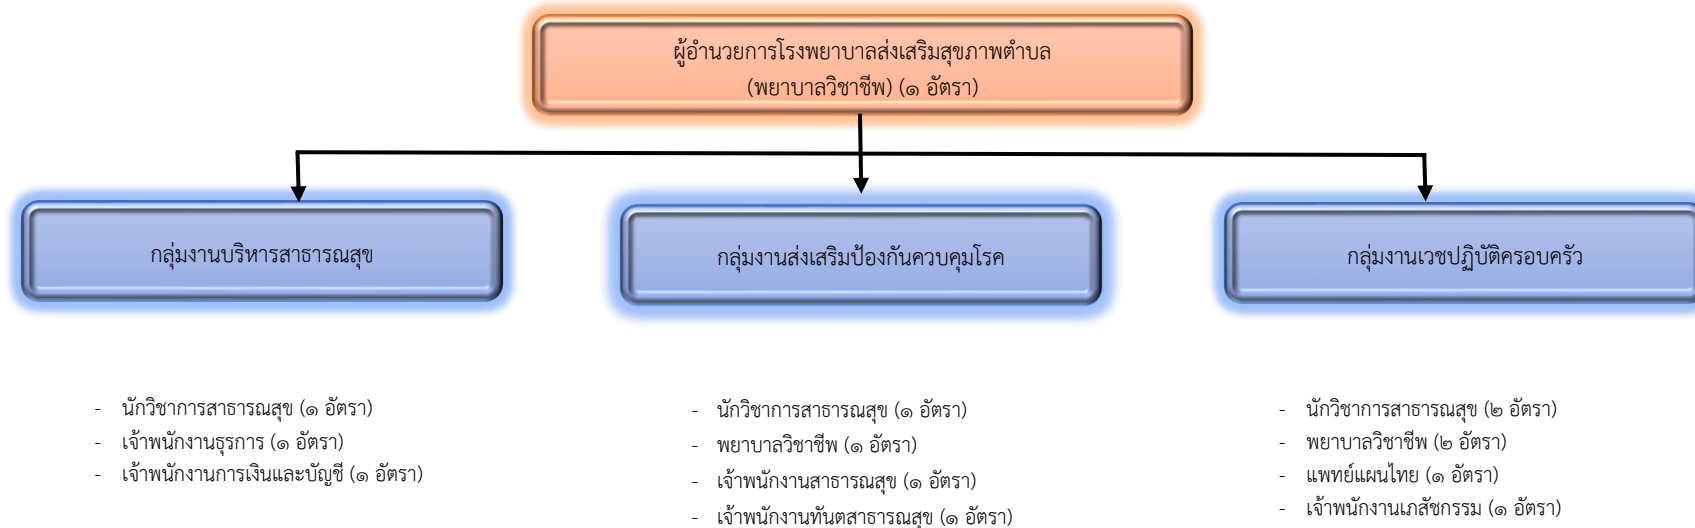 ผู้อำนวยการโรงพยาบาลส่งเสริมสุขภาพตำบล
(พยาบาลวิชาชีพ) (๑ อัตรา)
กลุ่มงานบริหารสาธารณสุข
กลุ่มงานส่งเสริมป้องกันควบคุมโรค
กลุ่มงานเวชปฏิบัติครอบครัว
- นักวิชาการสาธารณสุข (๑ อัตรา)
- เจ้าพนักงานธุรการ (๑ อัตรา)
- เจ้าพนักงานการเงินและบัญชี (๑ อัตรา)
- นักวิชาการสาธารณสุข (๑ อัตรา)
- พยาบาลวิชาชีพ (๑ อัตรา)
- เจ้าพนักงานสาธารณสุข (๑ อัตรา)
- เจ้าพนักงานทันตสาธารณสุข (๑ อัตรา)
- นักวิชาการสาธารณสุข (๒ อัตรา)
- พยาบาลวิชาชีพ (๒ อัตรา)
- แพทย์แผนไทย (๑ อัตรา)
- เจ้าพนักงานเภสัชกรรม (๑ อัตรา)